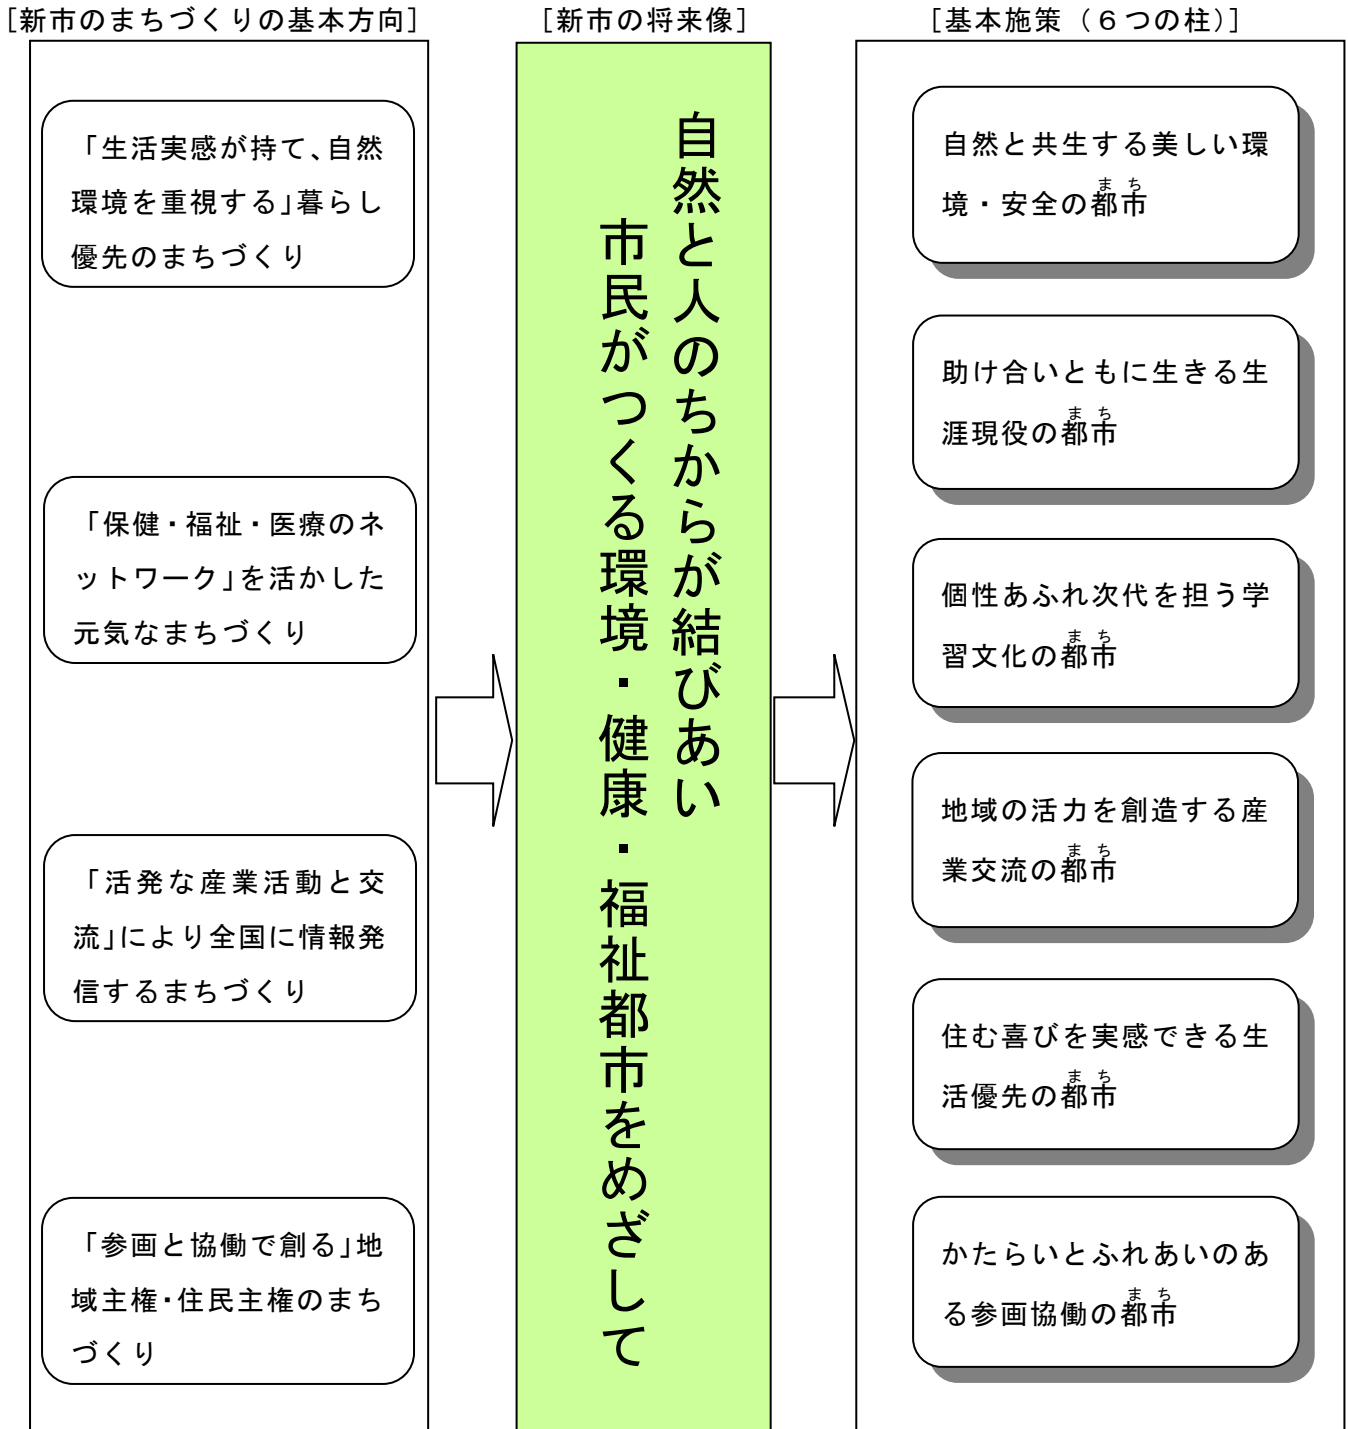 [新市のまちづくりの基本方向]
「生活実感が持て、自然
環境を重視する」暮らし
優先のまちづくり
「保健・福祉・医療のネ
ットワーク」を活かした
元気なまちづくり
「活発な産業活動と交
流」により全国に情報発
信するまちづくり
「参画と協働で創る」地
域主権・住民主権のまち
づくり
[新市の将来像]
自然と人のちからが結びあい
市民がつくる環境・健康・福祉都市をめざして
[基本施策（６つの柱）]
自然と共生する美しい環
まち
境・安全の都市
助け合いともに生きる生
まち
涯現役の都市
個性あふれ次代を担う学
まち
習文化の都市
地域の活力を創造する産
まち
業交流の都市
住む喜びを実感できる生
まち
活優先の都市
かたらいとふれあいのあ
まち
る参画協働の都市